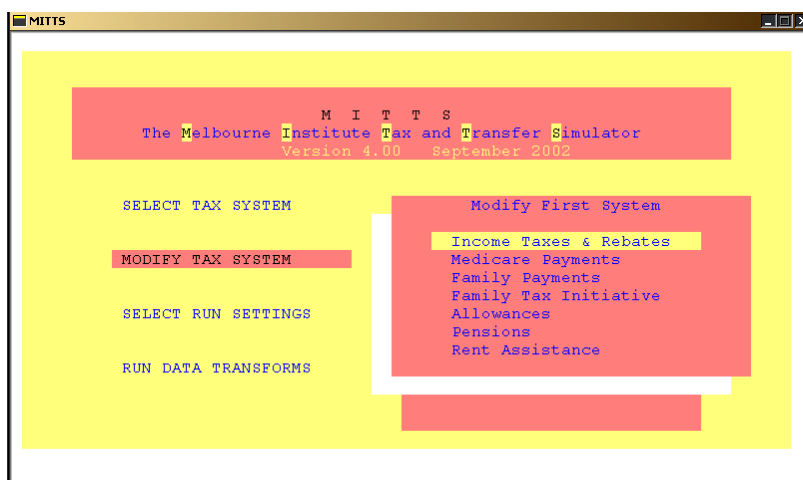 MITTS
M I T T S
The Melbourne Institute Tax and Transfer Simulator
Version 4.00 September 2002
SELECT TAX SYSTEM
MODIFY TAX SYSTEM
SELECT RUN SETTINGS
RUN DATA TRANSFORMS
Modify First System
Income Taxes & Rebates
Medicare Payments
Family Payments
Family Tax Initiative
Allowances
Pensions
Rent Assistance